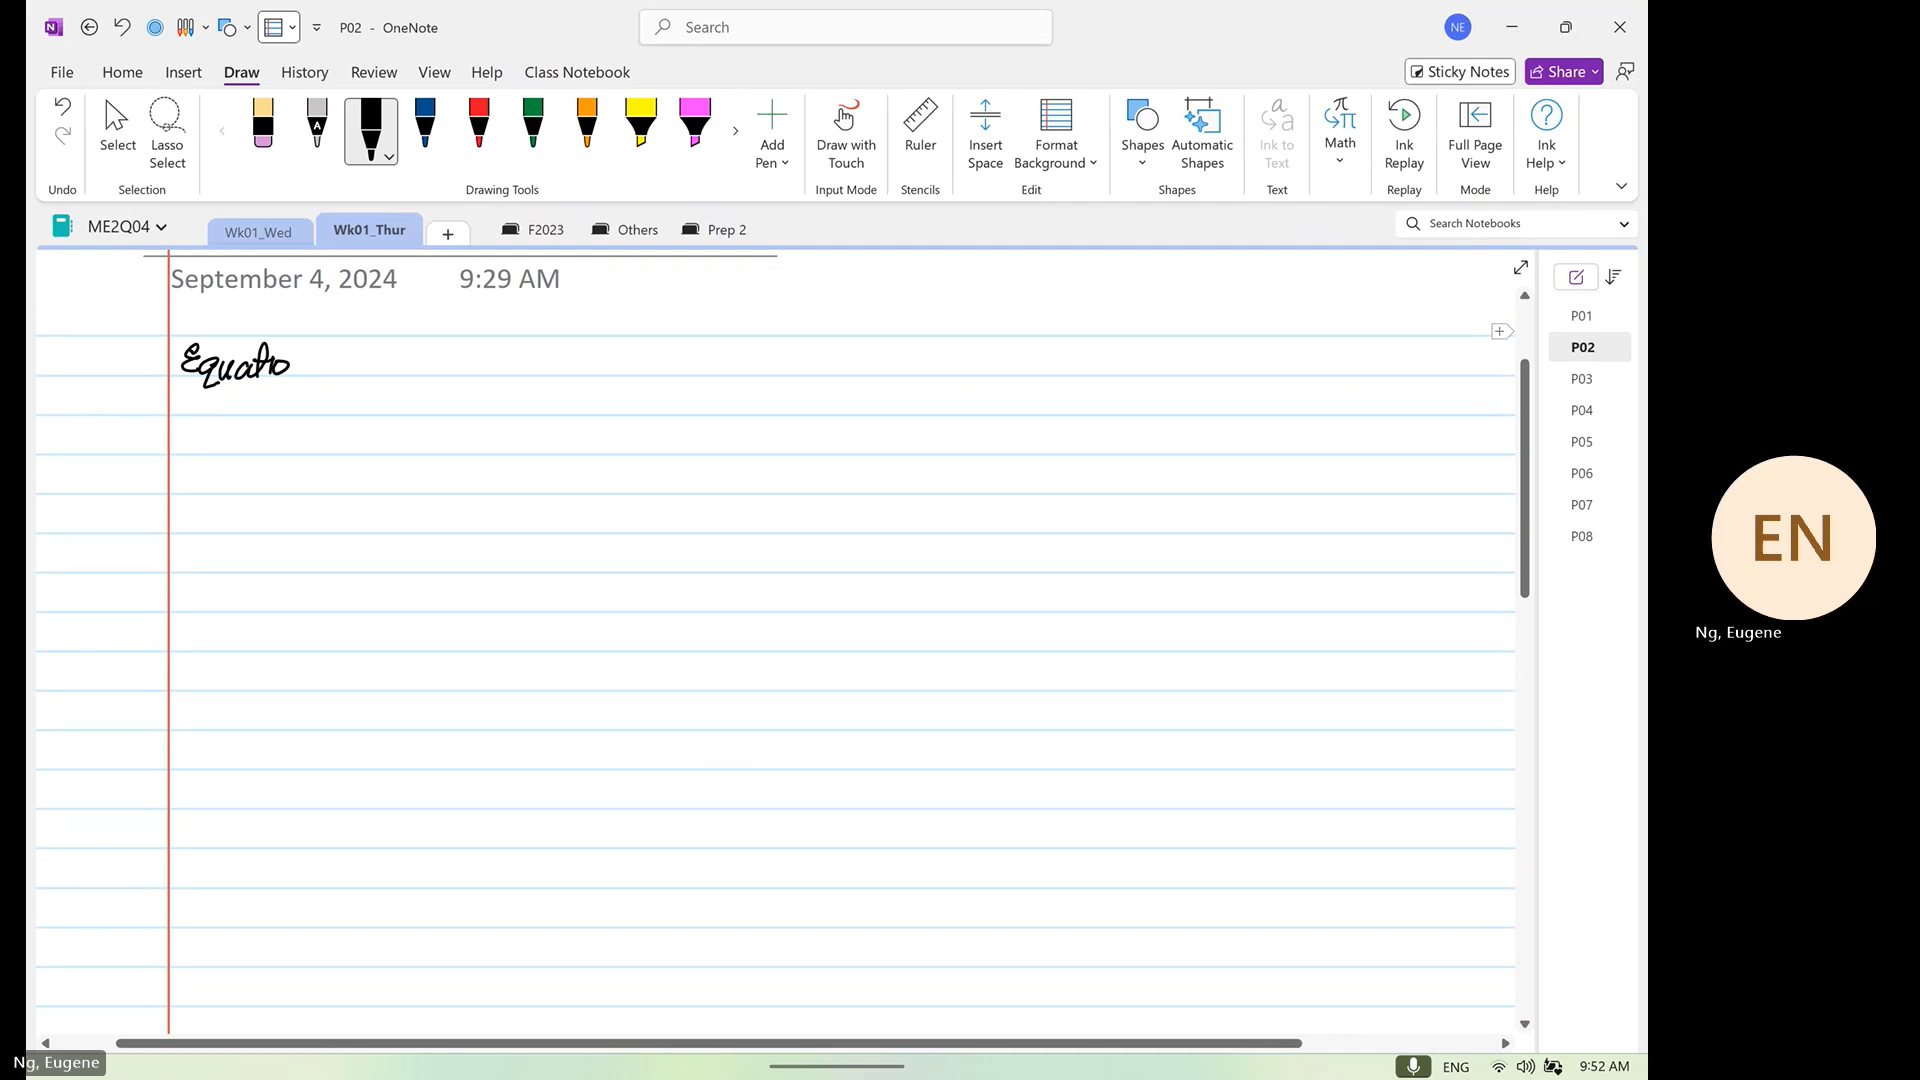 P02 - OneNote
Search
NE
File Home Insert Draw History Review View Help Class Notebook
Sticky Notes
Share
A
Select
Lasso Select
Add Pen
Draw with Touch
Ruler
Insert Space
Format Background
Shapes
Automatic Shapes
Ink to Text
Math
Ink Replay
Full Page View
Ink Help
Undo
Selection
Drawing Tools
Input Mode
Stencils
Edit
Shapes
Text
Replay
Mode
Help
ME2Q04
Wk01_Wed
Wk01_Thur
+
F2023
Others
Prep 2
Search Notebooks
September 4, 2024 9:29 AM
Equatio
P01
P02
P03
P04
P05
P06
P07
P08
EN
Ng, Eugene
Ng, Eugene
ENG
9:52 AM